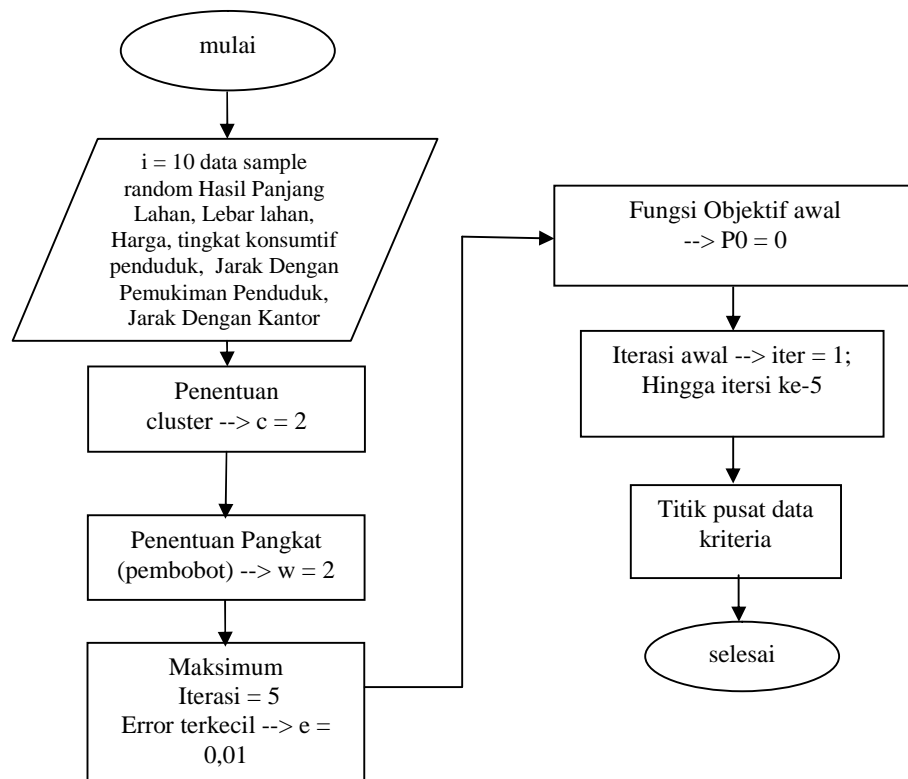 mulai
i = 10 data sample
random Hasil Panjang
Lahan, Lebar lahan,
Harga, tingkat konsumtif
penduduk, Jarak Dengan
Pemukiman Penduduk,
Jarak Dengan Kantor
Penentuan
cluster --> c = 2
Penentuan Pangkat
(pembobot) --> w = 2
Maksimum
Iterasi = 5
Error terkecil --> e =
0,01
Fungsi Objektif awal
--> P0 = 0
Iterasi awal --> iter = 1;
Hingga itersi ke-5
Titik pusat data
kriteria
selesai